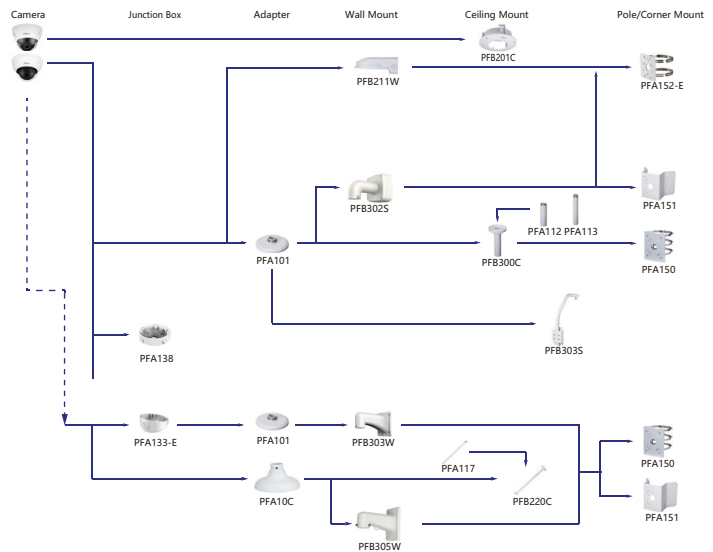 Camera
Junction Box
Adapter
Wall Mount
Ceiling Mount
Pole/Corner Mount
PFB201C
PFB211W
PFA152-E
PFB302S
PFA151
PFA112 PFA113
PFA101
PFB300C
PFA150
PFA138
PFB303S
PFA133-E
PFA101
PFB303W
PFA150
PFA117
PFA10C
PFB220C
PFA151
PFB305W